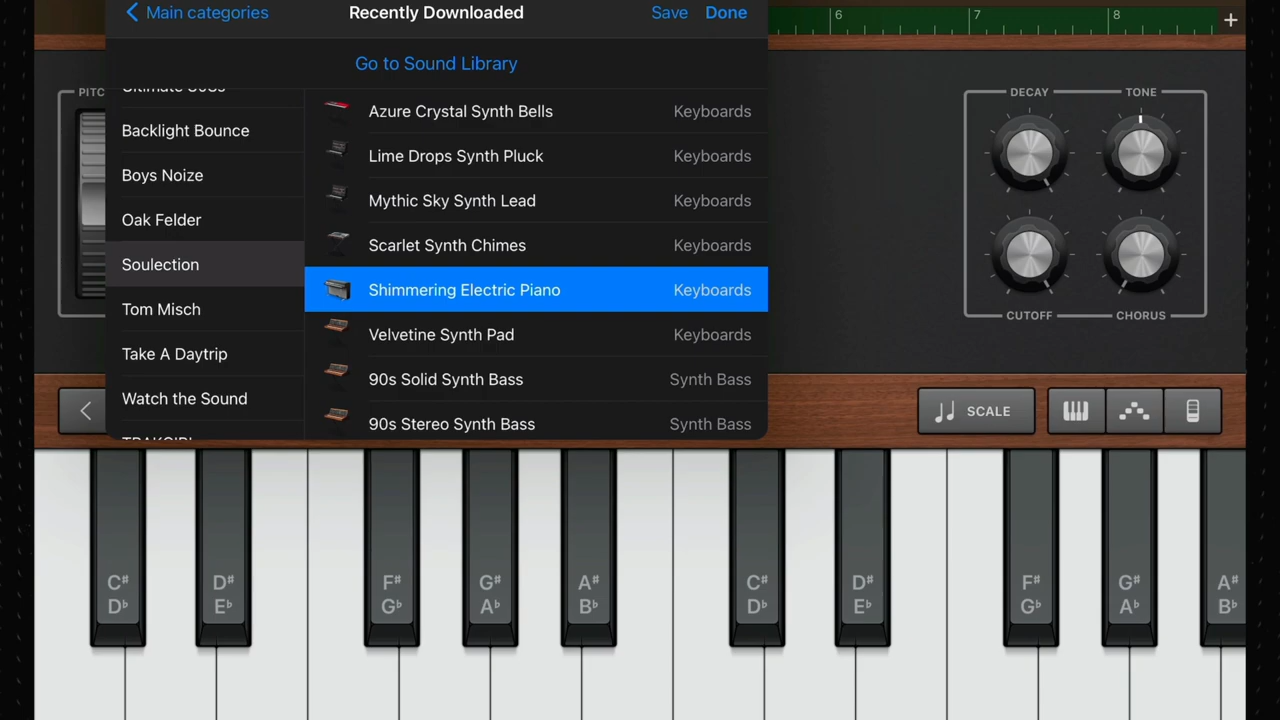 Main categories
Recently Downloaded
Save
Done
6
7
8
Go to Sound Library
Backlight Bounce
Boys Noize
Oak Felder
Soulection
Tom Misch
Take A Daytrip
Watch the Sound
Azure Crystal Synth Bells Keyboards
Lime Drops Synth Pluck Keyboards
Mythic Sky Synth Lead Keyboards
Scarlet Synth Chimes Keyboards
Shimmering Electric Piano Keyboards
Velvetine Synth Pad Keyboards
90s Solid Synth Bass Synth Bass
90s Stereo Synth Bass Synth Bass
PITC
DECAY
TONE
CUTOFF
CHORUS
SCALE
C♯ D♯ F♯ G♯ A♯ C♯ D♯ F♯ G♯ A♯
D♭ E♭ G♭ A♭ B♭ D♭ E♭ G♭ A♭ B♭